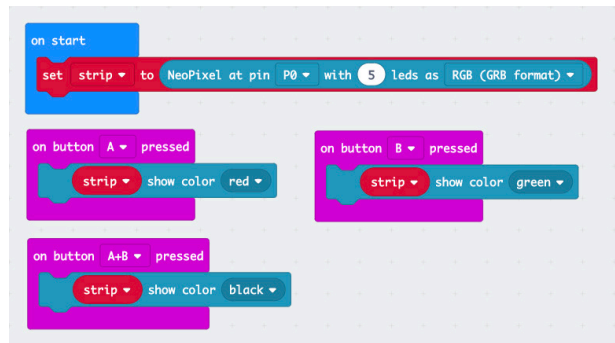 on start
set strip to NeoPixel at pin P0 with 5 leds as RGB (GRB format)
on button A pressed
strip show color red
on button B pressed
strip show color green
on button A+B pressed
strip show color black